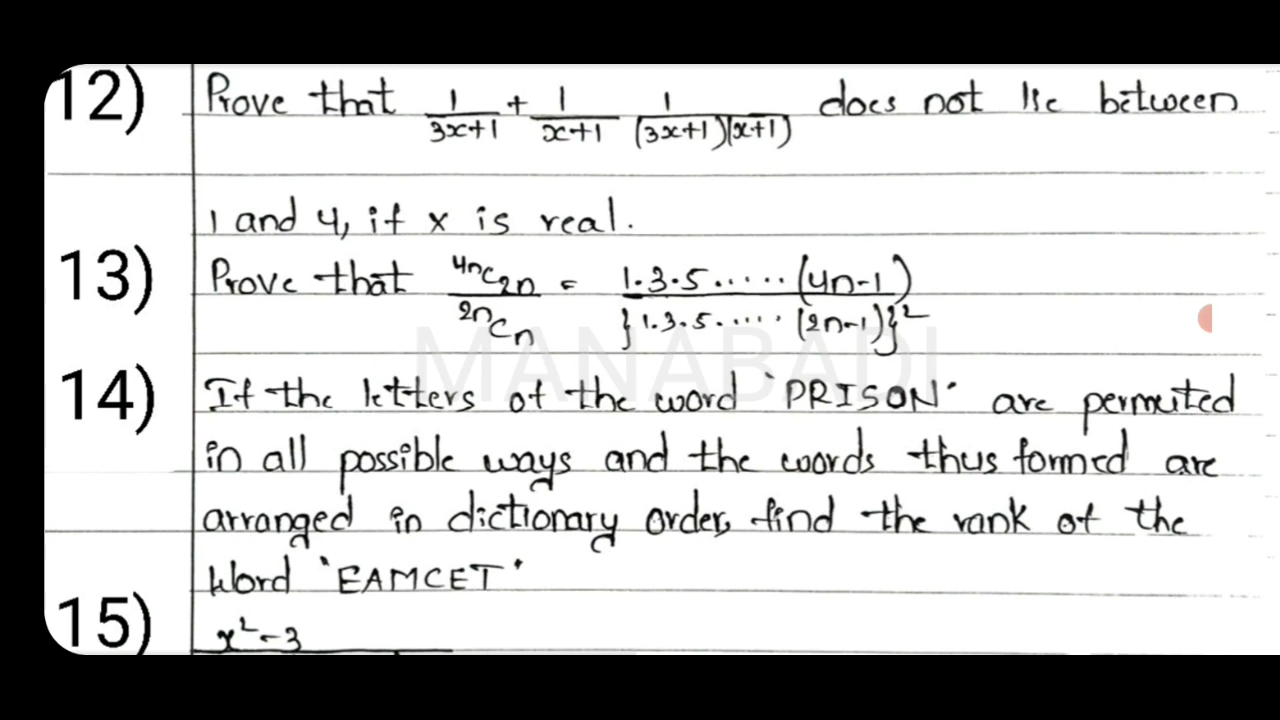 12) Prove that 1/3x+1 + 1/x+1 1/(3x+1)(x+1) does not lie between
1 and 4, if x is real.
13) Prove that 4nC2n/2nCn = 1.3.5......(4n-1)/{1.3.5......(2n-1)}²
MANABADI
14) If the letters of the word 'PRISON' are permuted
in all possible ways and the words thus formed are
arranged in dictionary order, find the rank of the
Word 'EAMCET'
15) x²-3